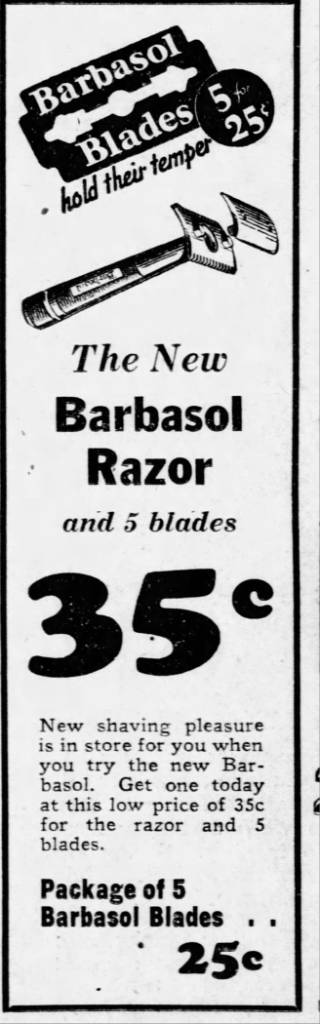 Barbasol
Blades
5 for
25c
hold their temper
The New
Barbasol
Razor
and 5 blades
35c
New shaving pleasure
is in store for you when
you try the new Bar-
basol. Get one today
at this low price of 35c
for the razor and 5
blades.
Package of 5
Barbasol Blades . .
25c